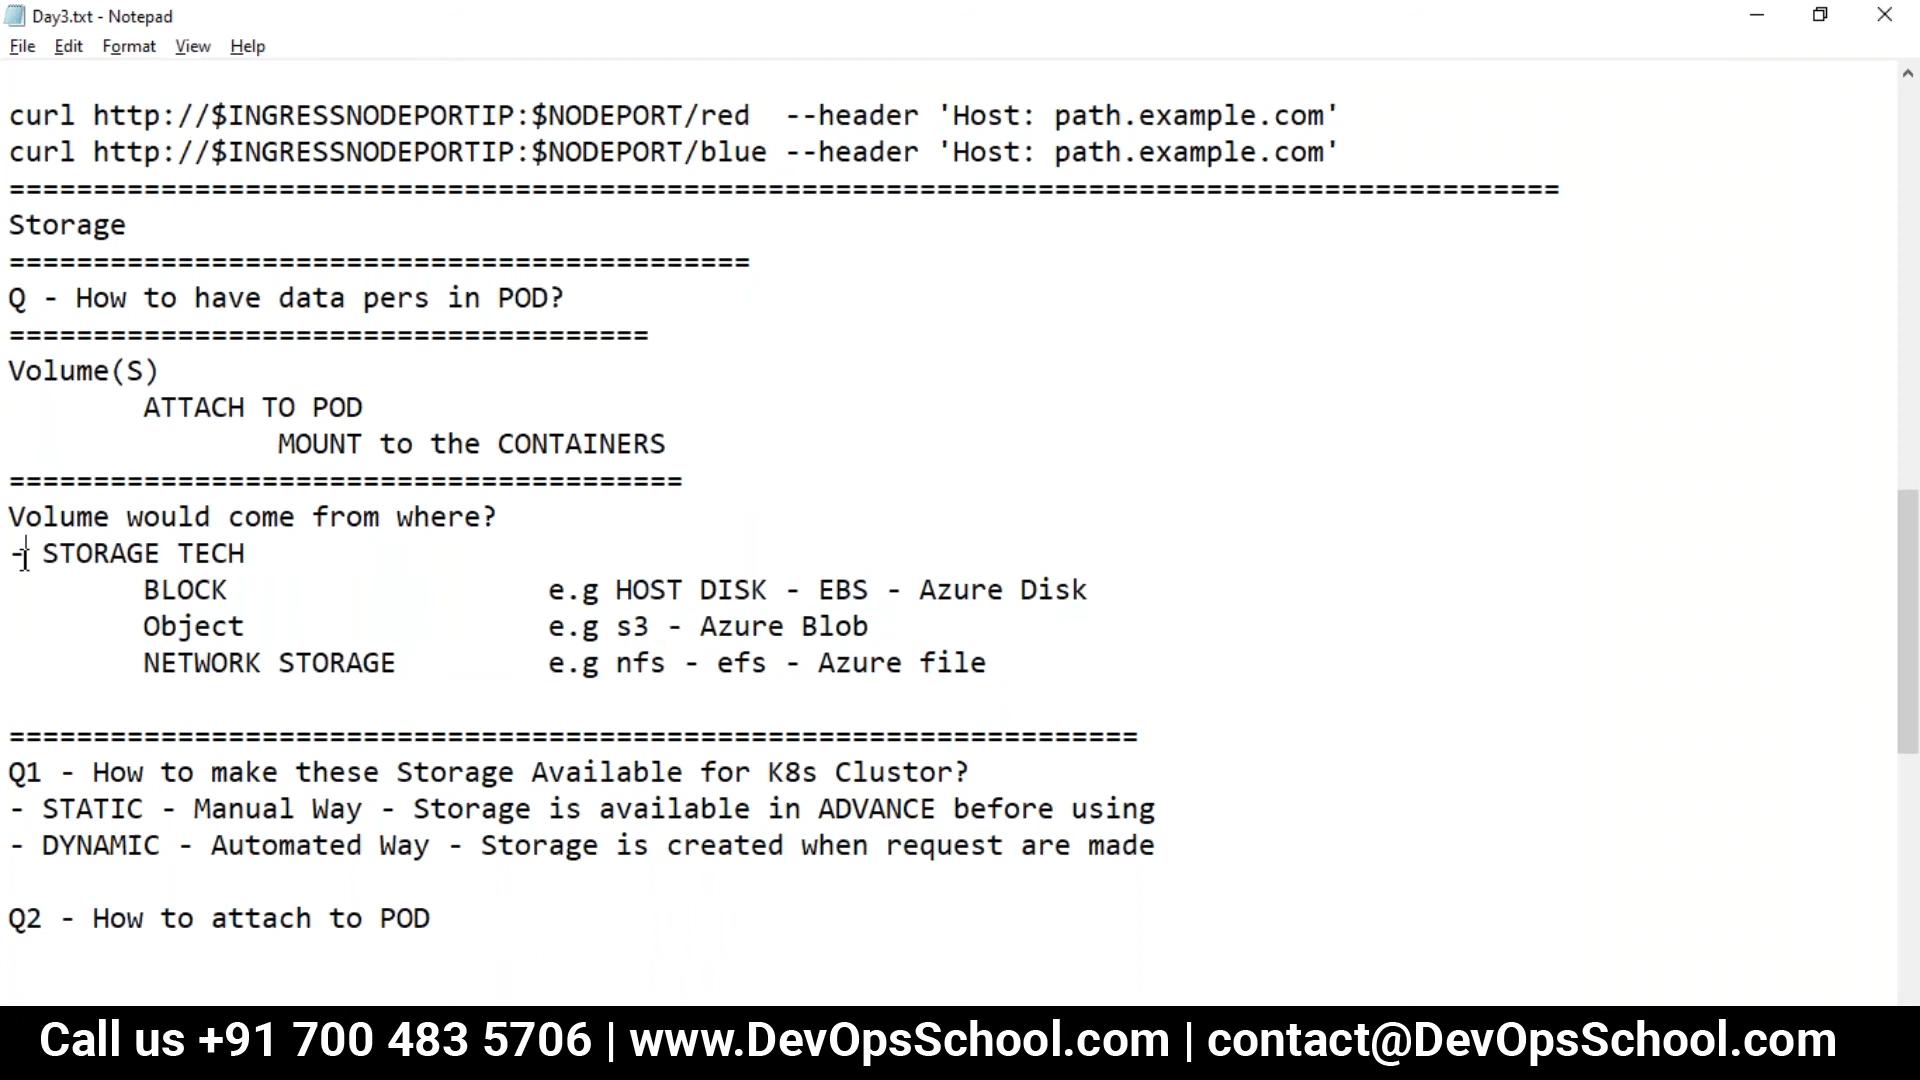 Day3.txt - Notepad
File Edit Format View Help
curl http://$INGRESSNODEPORTIP:$NODEPORT/red  --header 'Host: path.example.com'
curl http://$INGRESSNODEPORTIP:$NODEPORT/blue --header 'Host: path.example.com'
============================================================================================
Storage
============================================
Q - How to have data pers in POD?
======================================
Volume(S)
ATTACH TO POD
MOUNT to the CONTAINERS
========================================
Volume would come from where?
- STORAGE TECH
BLOCK e.g HOST DISK - EBS - Azure Disk
Object e.g s3 - Azure Blob
NETWORK STORAGE e.g nfs - efs - Azure file
===================================================================
Q1 - How to make these Storage Available for K8s Clustor?
- STATIC - Manual Way - Storage is available in ADVANCE before using
- DYNAMIC - Automated Way - Storage is created when request are made
Q2 - How to attach to POD
Call us +91 700 483 5706 | www.DevOpsSchool.com | contact@DevOpsSchool.com